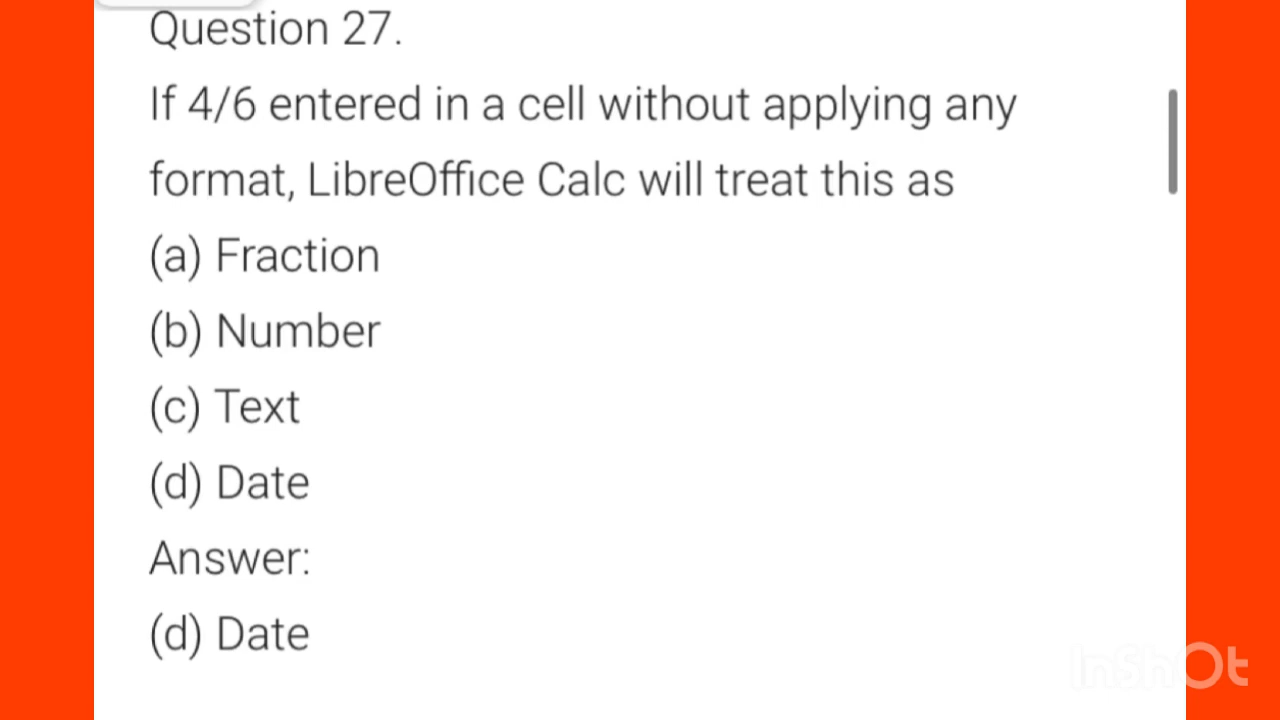 Question 27.
If 4/6 entered in a cell without applying any
format, LibreOffice Calc will treat this as
(a) Fraction
(b) Number
(c) Text
(d) Date
Answer:
(d) Date
InShOt